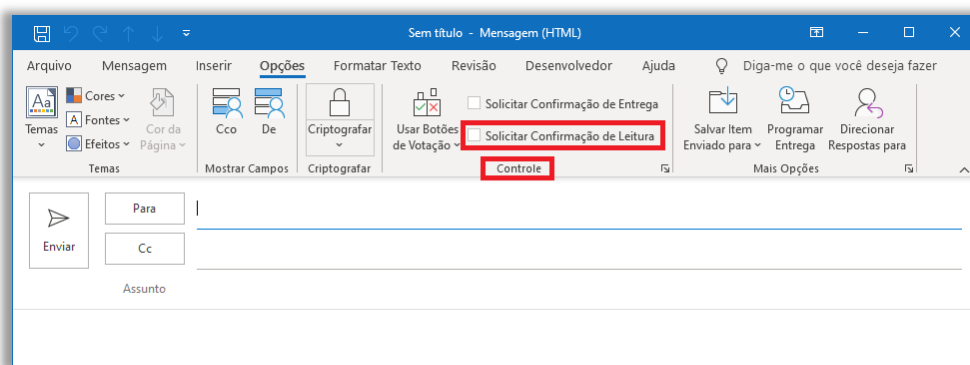 Sem título - Mensagem (HTML)
Arquivo Mensagem Inserir Opções Formatar Texto Revisão Desenvolvedor Ajuda Diga-me o que você deseja fazer
Aa
Temas
Cores
A Fontes
Efeitos
Cor da
Página
Temas
Cco
De
Mostrar Campos
Criptografar
Criptografar
Usar Botões
de Votação
Solicitar Confirmação de Entrega
Solicitar Confirmação de Leitura
Controle
Salvar Item
Enviado para
Programar
Entrega
Direcionar
Respostas para
Mais Opções
Enviar
Para
Cc
Assunto